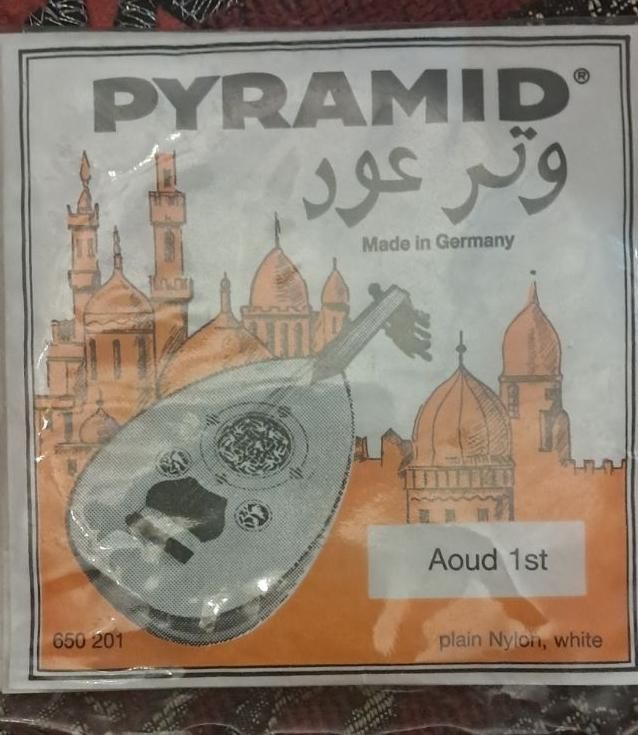 PYRAMID®
وتر عود
Made in Germany
Aoud 1st
650 201
plain Nylon, white